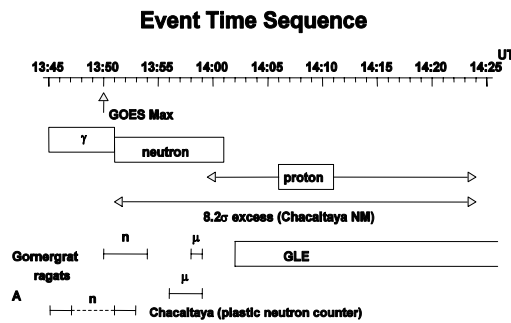 Event Time Sequence
UT
13:45 13:50 13:55 14:00 14:05 14:10 14:15 14:20 14:25
GOES Max
γ
neutron
proton
8.2σ excess (Chacaltaya NM)
n μ
Gornergrat GLE
ragats
μ
A n
Chacaltaya (plastic neutron counter)